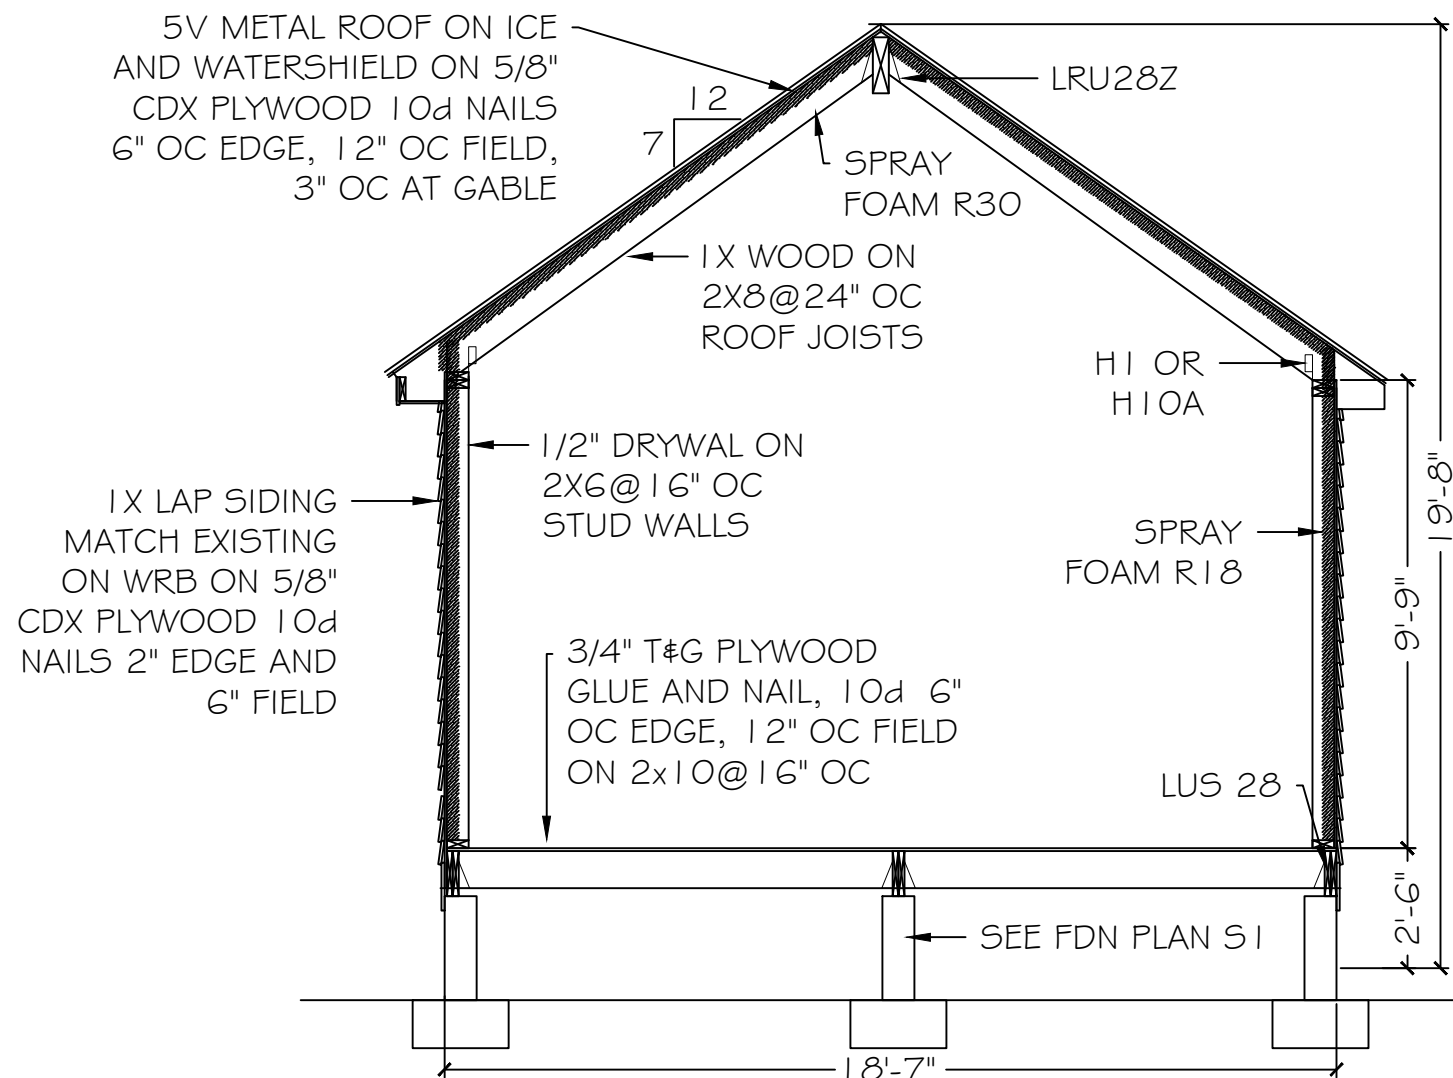 5V METAL ROOF ON ICE
AND WATERSHIELD ON 5/8"
CDX PLYWOOD 10d NAILS
6" OC EDGE, 12" OC FIELD,
3" OC AT GABLE
12
7
LRU28Z
SPRAY
FOAM R30
1X WOOD ON
2X8@24" OC
ROOF JOISTS
H1 OR
H10A
1/2" DRYWAL ON
2X6@16" OC
STUD WALLS
1X LAP SIDING
MATCH EXISTING
ON WRB ON 5/8"
CDX PLYWOOD 10d
NAILS 2" EDGE AND
6" FIELD
SPRAY
FOAM R18
3/4" T&G PLYWOOD
GLUE AND NAIL, 10d 6"
OC EDGE, 12" OC FIELD
ON 2x10@16" OC
LUS 28
SEE FDN PLAN S1
19'-8"
9'-9"
2'-6"
18'-7"